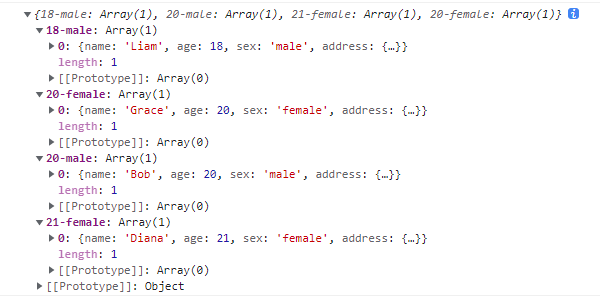 ▼ {18-male: Array(1), 20-male: Array(1), 21-female: Array(1), 20-female: Array(1)} i
▼ 18-male: Array(1)
▶ 0: {name: 'Liam', age: 18, sex: 'male', address: {…}}
length: 1
▶ [[Prototype]]: Array(0)
▼ 20-female: Array(1)
▶ 0: {name: 'Grace', age: 20, sex: 'female', address: {…}}
length: 1
▶ [[Prototype]]: Array(0)
▼ 20-male: Array(1)
▶ 0: {name: 'Bob', age: 20, sex: 'male', address: {…}}
length: 1
▶ [[Prototype]]: Array(0)
▼ 21-female: Array(1)
▶ 0: {name: 'Diana', age: 21, sex: 'female', address: {…}}
length: 1
▶ [[Prototype]]: Array(0)
▶ [[Prototype]]: Object